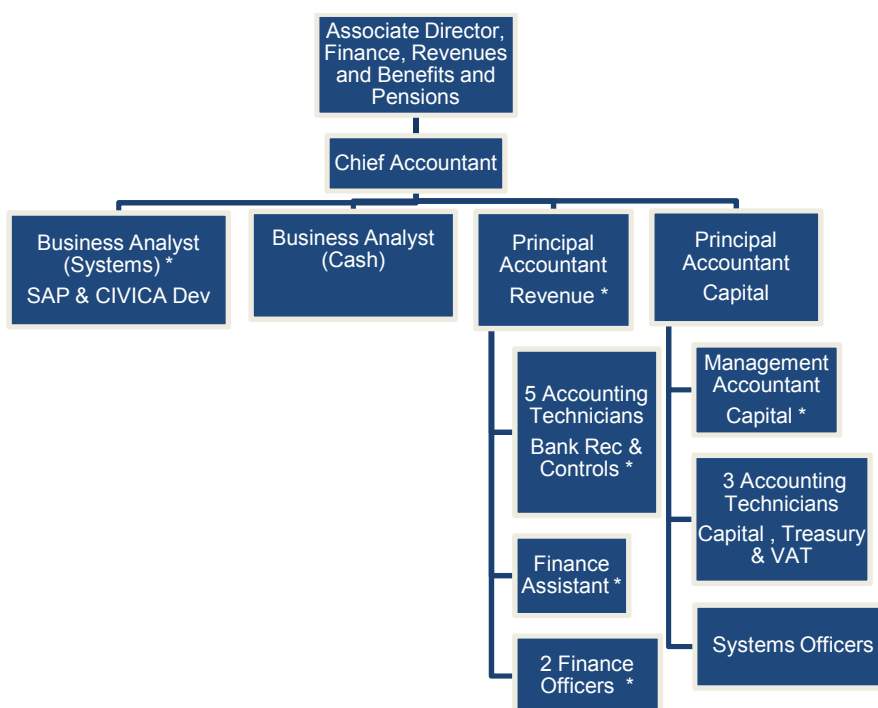 Associate Director,
Finance, Revenues
and Benefits and
Pensions
Chief Accountant
Business Analyst
(Systems) *
SAP & CIVICA Dev
Business Analyst
(Cash)
Principal
Accountant
Revenue *
Principal
Accountant
Capital
5 Accounting
Technicians
Bank Rec &
Controls *
Finance
Assistant *
2 Finance
Officers *
Management
Accountant
Capital *
3 Accounting
Technicians
Capital , Treasury
& VAT
Systems Officers